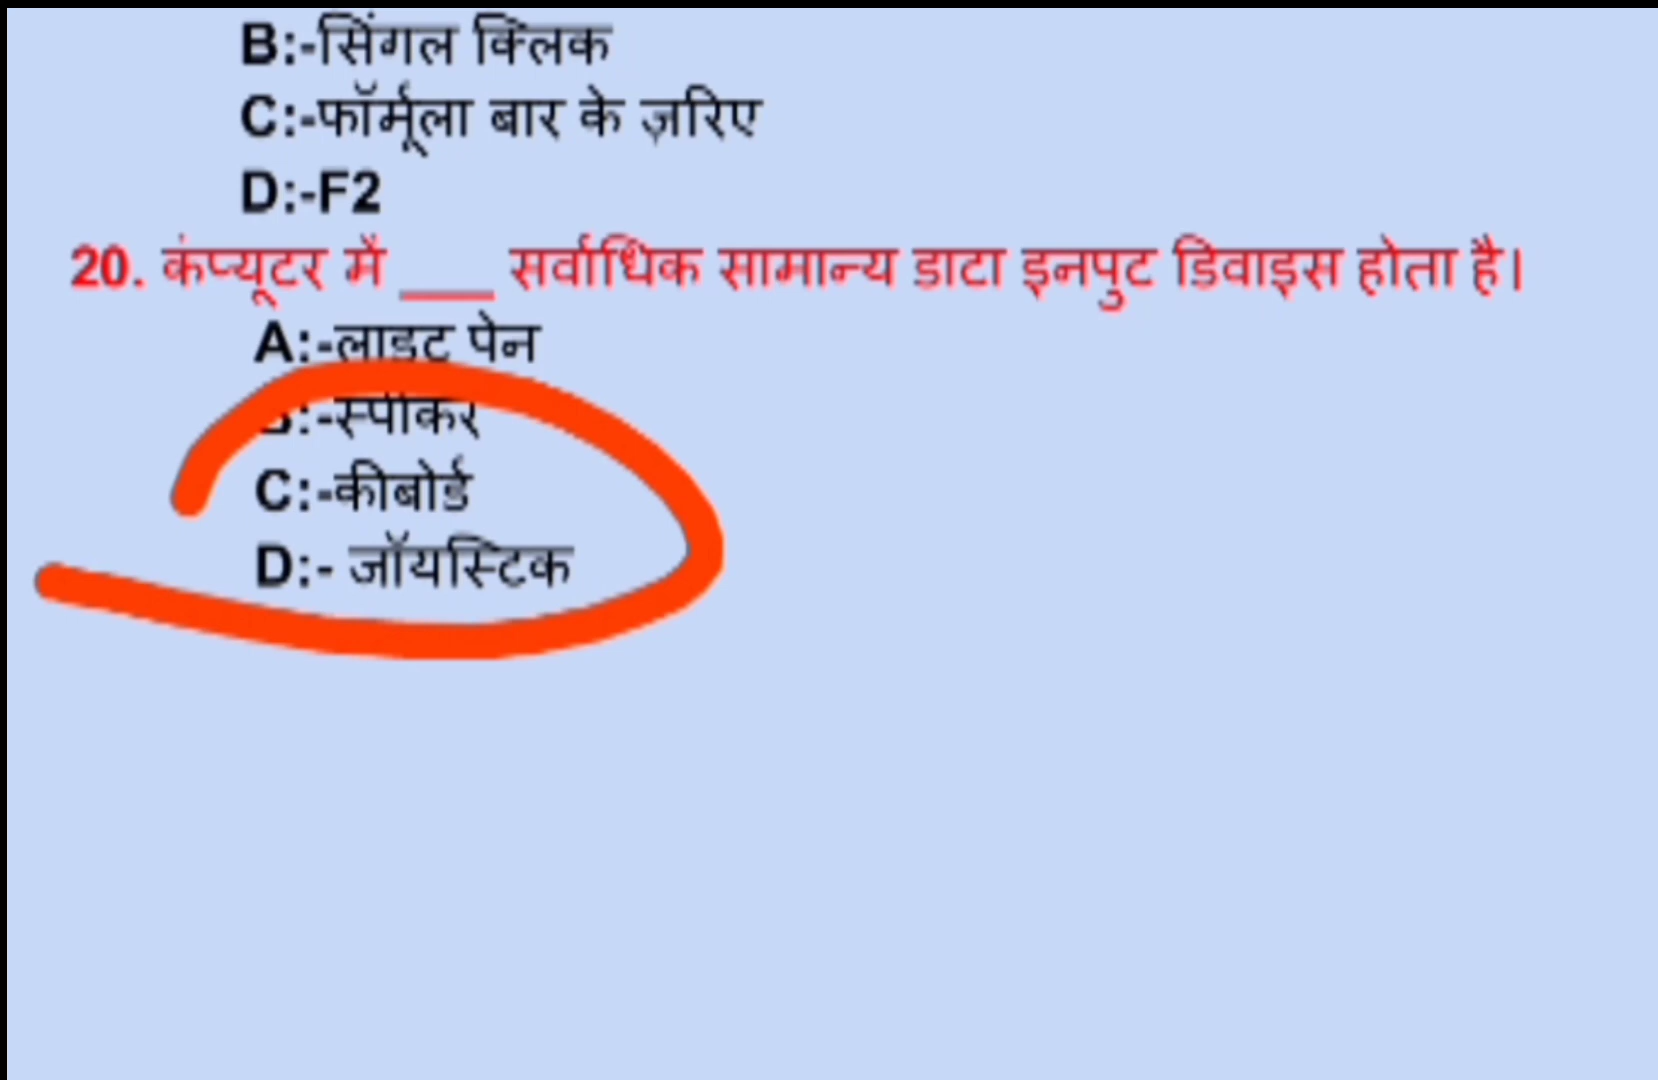 B:-सिंगल क्लिक
C:-फॉर्मूला बार के ज़रिए
D:-F2
20. कंप्यूटर में ___ सर्वाधिक सामान्य डाटा इनपुट डिवाइस होता है।
A:-लाइट पेन
B:-स्पीकर
C:-कीबोर्ड
D:- जॉयस्टिक